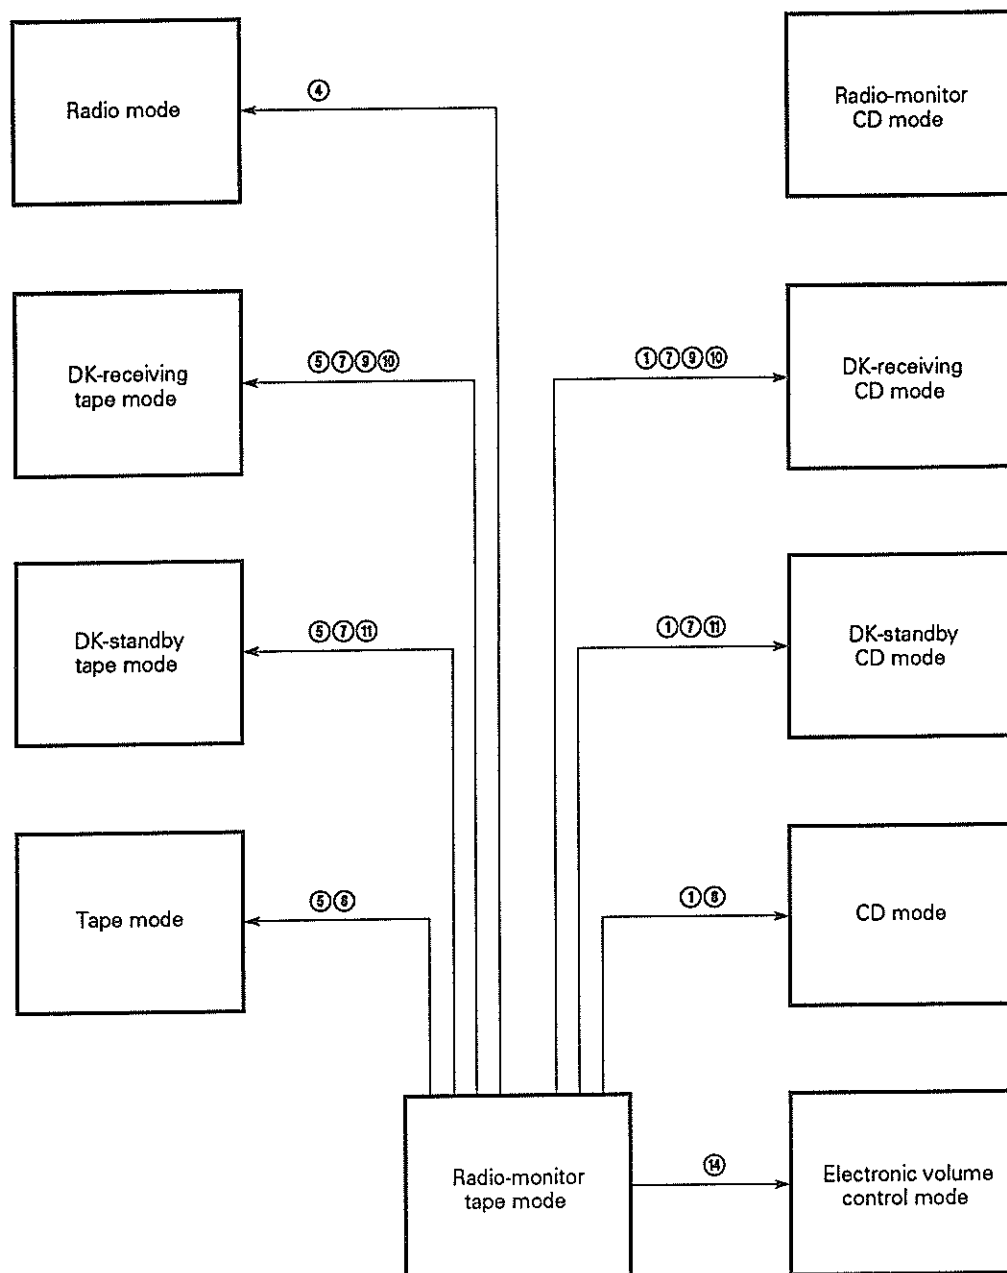 Radio mode
④
Radio-monitor
CD mode
DK-receiving
tape mode
⑤⑦⑨⑩
①⑦⑨⑩
DK-receiving
CD mode
DK-standby
tape mode
⑤⑦⑪
①⑦⑪
DK-standby
CD mode
Tape mode
⑤⑧
①⑧
CD mode
Radio-monitor
tape mode
⑭
Electronic volume
control mode